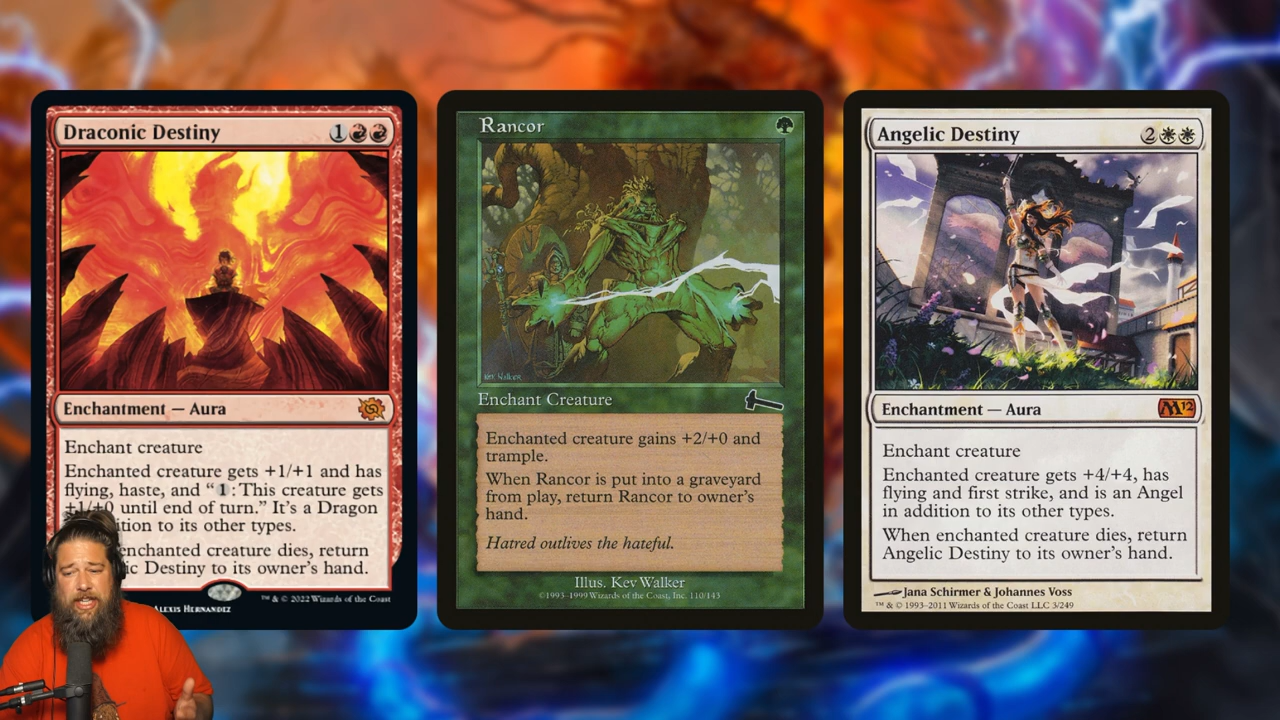 Draconic Destiny 1
Enchantment — Aura
Enchant creature
Enchanted creature gets +1/+1 and has
flying, haste, and “1: This creature gets
+1/+0 until end of turn.” It’s a Dragon
ition to its other types.
enchanted creature dies, return
ic Destiny to its owner’s hand.
Alexis Hernandez
™ & © 2022 Wizards of the Coast
Rancor
Enchant Creature
Enchanted creature gains +2/+0 and
trample.
When Rancor is put into a graveyard
from play, return Rancor to owner’s
hand.
Hatred outlives the hateful.
Illus. Kev Walker
©1993–1999 Wizards of the Coast, Inc. 110/143
Angelic Destiny 2
Enchantment — Aura M12
Enchant creature
Enchanted creature gets +4/+4, has
flying and first strike, and is an Angel
in addition to its other types.
When enchanted creature dies, return
Angelic Destiny to its owner’s hand.
Jana Schirmer & Johannes Voss
™ & © 1993–2011 Wizards of the Coast LLC 3/249